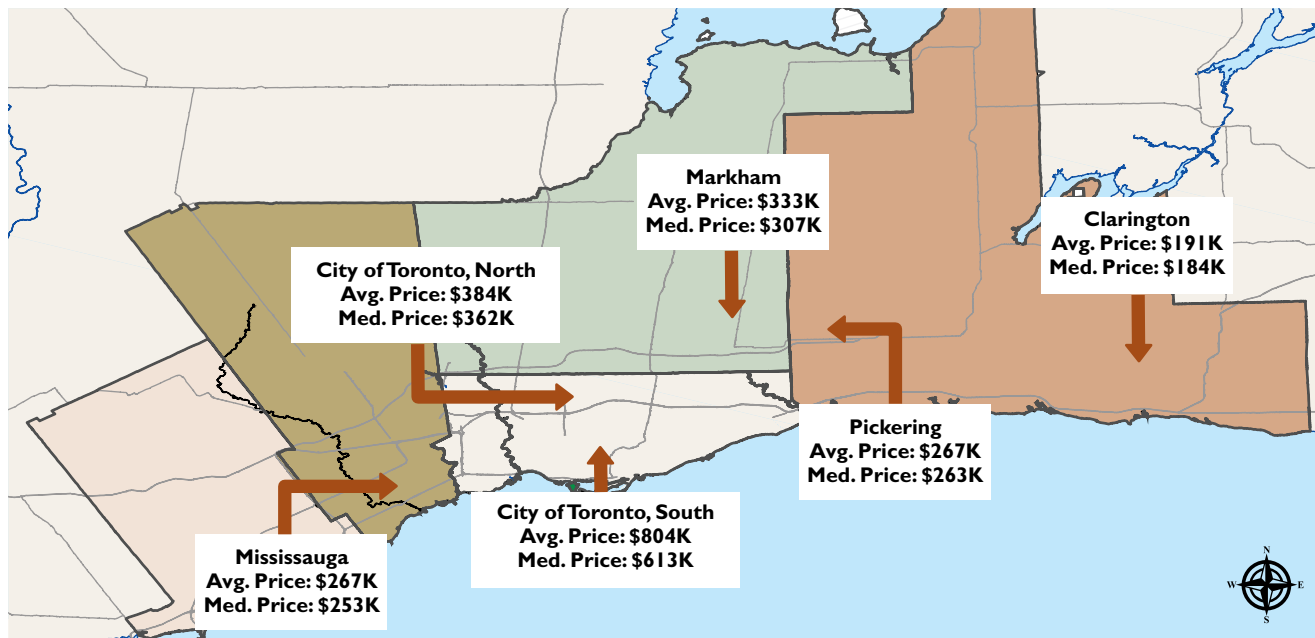 Markham
Avg. Price: $333K
Med. Price: $307K
Clarington
Avg. Price: $191K
Med. Price: $184K
City of Toronto, North
Avg. Price: $384K
Med. Price: $362K
Pickering
Avg. Price: $267K
Med. Price: $263K
City of Toronto, South
Avg. Price: $804K
Med. Price: $613K
Mississauga
Avg. Price: $267K
Med. Price: $253K
N
W E
S